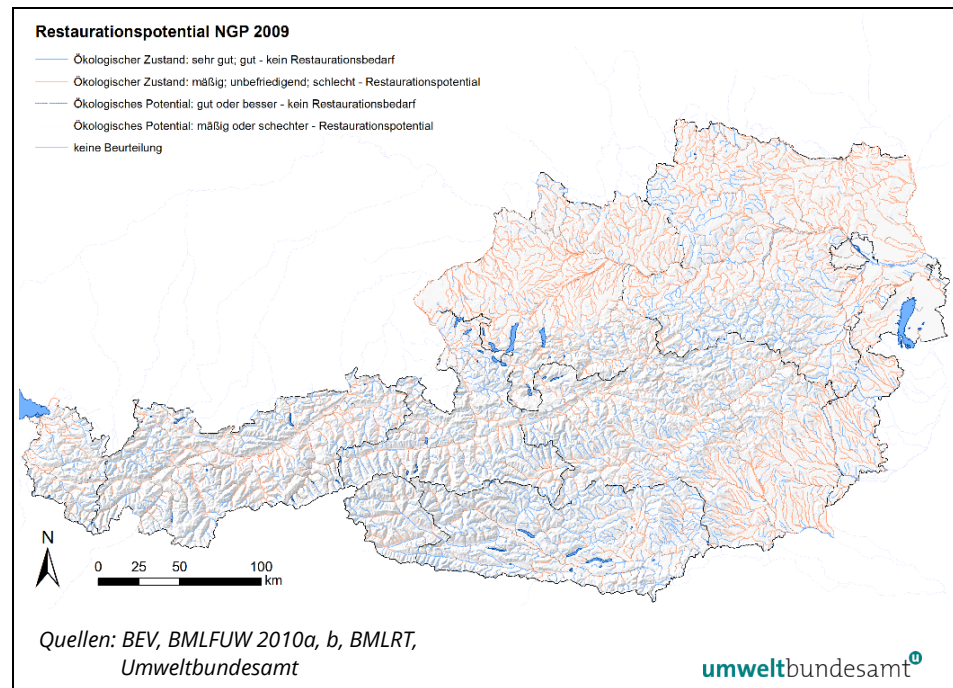 Restaurationspotential NGP 2009
Ökologischer Zustand: sehr gut; gut - kein Restaurationsbedarf
Ökologischer Zustand: mäßig; unbefriedigend; schlecht - Restaurationspotential
Ökologisches Potential: gut oder besser - kein Restaurationsbedarf
Ökologisches Potential: mäßig oder schechter - Restaurationspotential
keine Beurteilung
N
0 25 50 100
km
Quellen: BEV, BMLFUW 2010a, b, BMLRT,
Umweltbundesamt
umweltbundesamt u